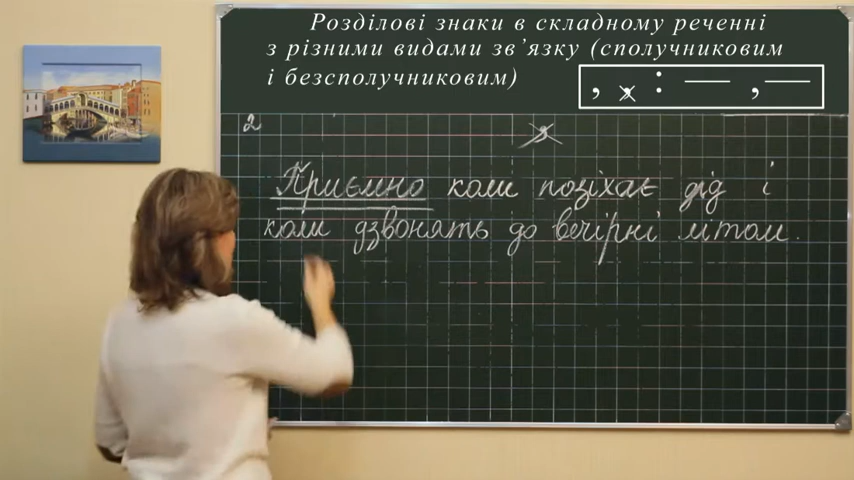 Розділові знаки в складному реченні
з різними видами зв’язку (сполучниковим
і безсполучниковим)
, , : — , —
2
Приємно коли позіхає дід і
коли дзвонять до вечірні літом.